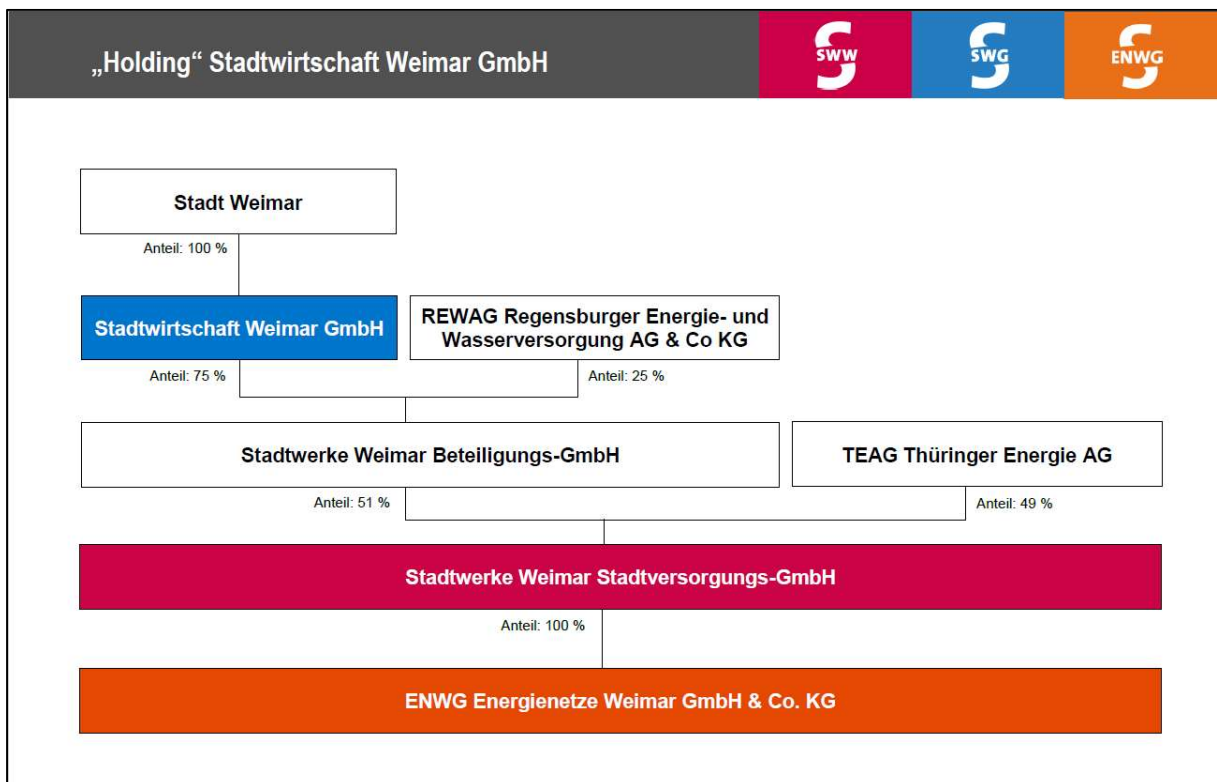 „Holding“ Stadtwirtschaft Weimar GmbH
SWW
SWG
ENWG
Stadt Weimar
Anteil: 100 %
Stadtwirtschaft Weimar GmbH
REWAG Regensburger Energie- und
Wasserversorgung AG & Co KG
Anteil: 75 %
Anteil: 25 %
Stadtwerke Weimar Beteiligungs-GmbH
TEAG Thüringer Energie AG
Anteil: 51 %
Anteil: 49 %
Stadtwerke Weimar Stadtversorgungs-GmbH
Anteil: 100 %
ENWG Energienetze Weimar GmbH & Co. KG